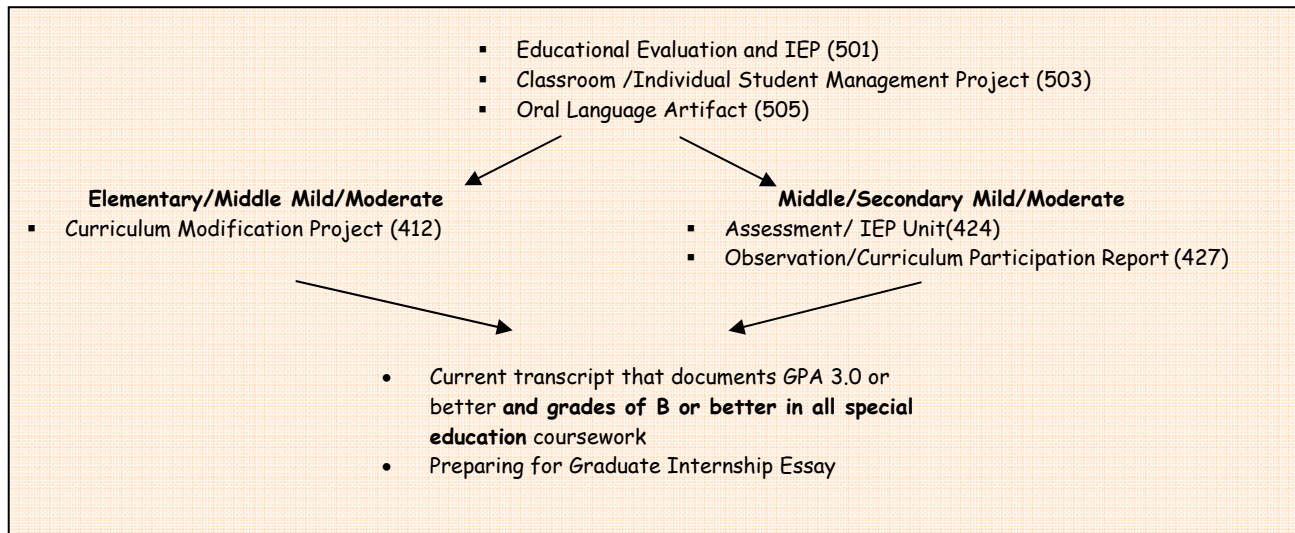 ▪ Educational Evaluation and IEP (501)
▪ Classroom /Individual Student Management Project (503)
▪ Oral Language Artifact (505)
Elementary/Middle Mild/Moderate
▪ Curriculum Modification Project (412)
Middle/Secondary Mild/Moderate
▪ Assessment/ IEP Unit(424)
▪ Observation/Curriculum Participation Report (427)
• Current transcript that documents GPA 3.0 or
better and grades of B or better in all special
education coursework
• Preparing for Graduate Internship Essay